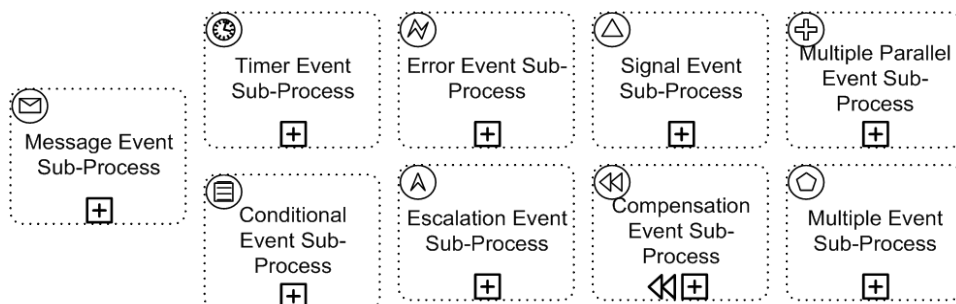 Message Event
Sub-Process
Timer Event
Sub-Process
Error Event Sub-
Process
Signal Event
Sub-Process
Multiple Parallel
Event Sub-
Process
Conditional
Event Sub-
Process
Escalation Event
Sub-Process
Compensation
Event Sub-
Process
Multiple Event
Sub-Process